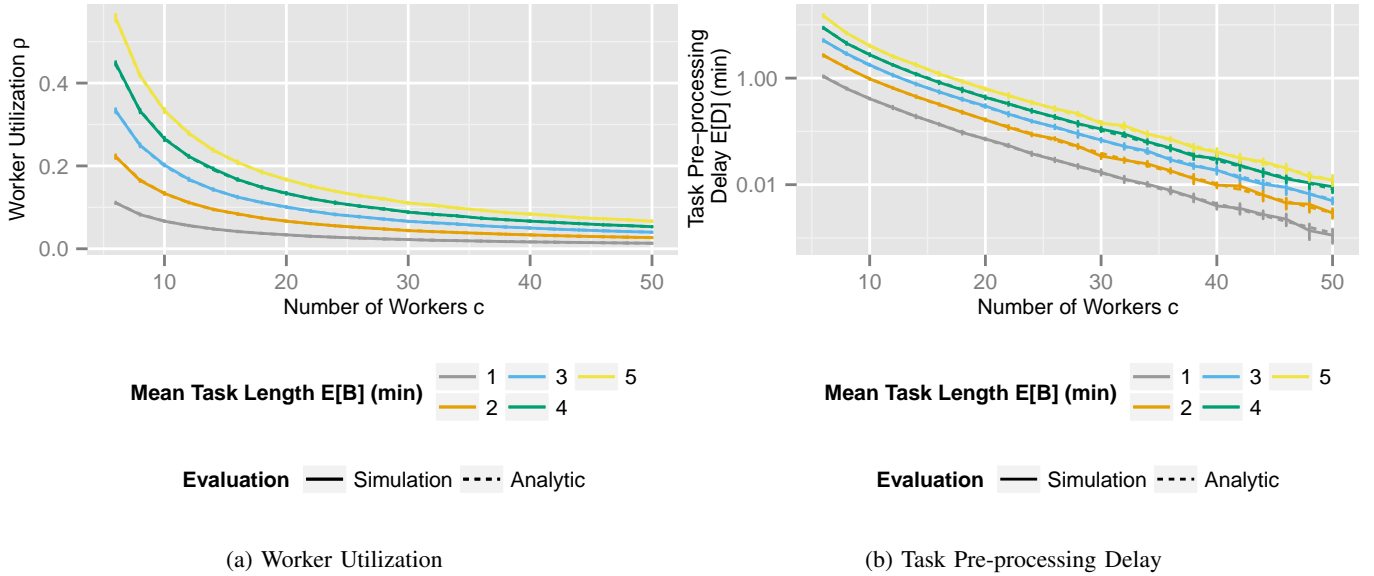 Worker Utilization ρ
0.4
0.2
0.0
10
20
30
40
50
Number of Workers c
Mean Task Length E[B] (min)
1
3
5
2
4
Evaluation
Simulation
Analytic
(a) Worker Utilization
Task Pre−processing
Delay E[D] (min)
1.00
0.01
10
20
30
40
50
Number of Workers c
Mean Task Length E[B] (min)
1
3
5
2
4
Evaluation
Simulation
Analytic
(b) Task Pre-processing Delay